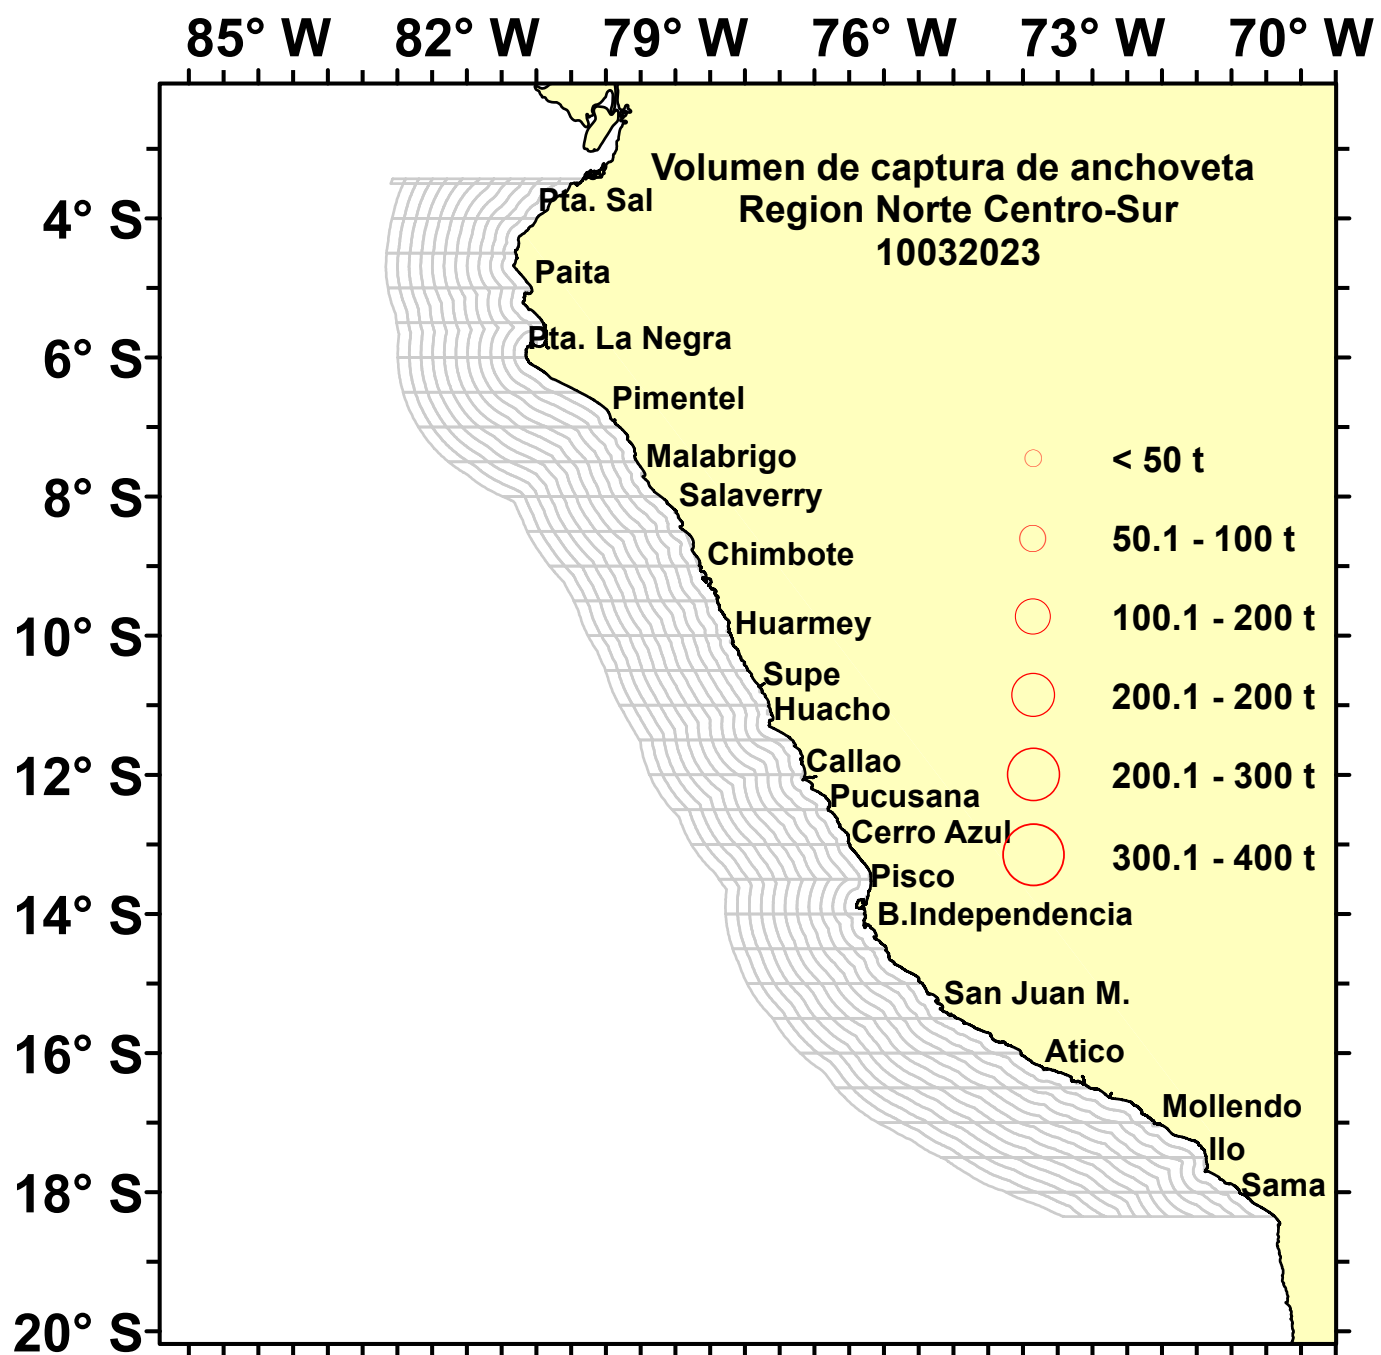 85° W 82° W 79° W 76° W 73° W 70° W
Volumen de captura de anchoveta
Region Norte Centro-Sur
10032023
4° S
6° S
8° S
10° S
12° S
14° S
16° S
18° S
20° S
Pta. Sal
Paita
Pta. La Negra
Pimentel
Malabrigo
Salaverry
Chimbote
Huarmey
Supe
Huacho
Callao
Pucusana
Cerro Azul
Pisco
B.Independencia
San Juan M.
Atico
Mollendo
Ilo
Sama
< 50 t
50.1 - 100 t
100.1 - 200 t
200.1 - 200 t
200.1 - 300 t
300.1 - 400 t